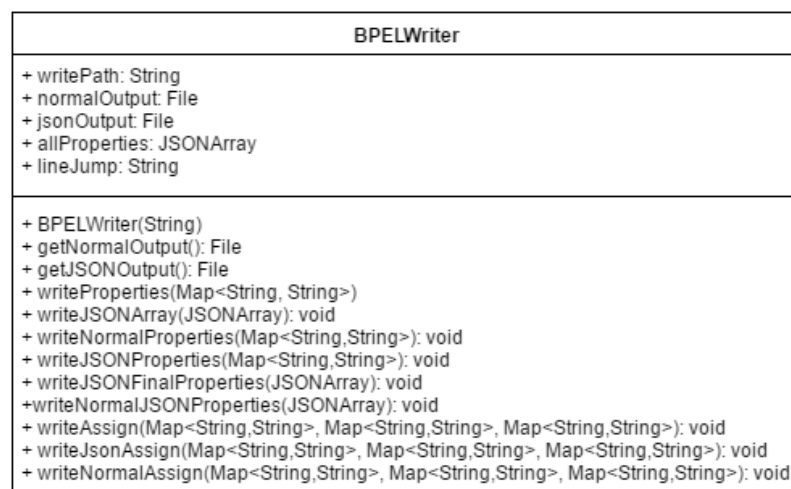 BPELWriter
+ writePath: String
+ normalOutput: File
+ jsonOutput: File
+ allProperties: JSONArray
+ lineJump: String
+ BPELWriter(String)
+ getNormalOutput(): File
+ getJSONOutput(): File
+ writeProperties(Map<String, String>)
+ writeJSONArray(JSONArray): void
+ writeNormalProperties(Map<String,String>): void
+ writeJSONProperties(Map<String,String>): void
+ writeJSONFinalProperties(JSONArray): void
+writeNormalJSONProperties(JSONArray): void
+ writeAssign(Map<String,String>, Map<String,String>, Map<String,String>): void
+ writeJsonAssign(Map<String,String>, Map<String,String>, Map<String,String>): void
+ writeNormalAssign(Map<String,String>, Map<String,String>, Map<String,String>): void